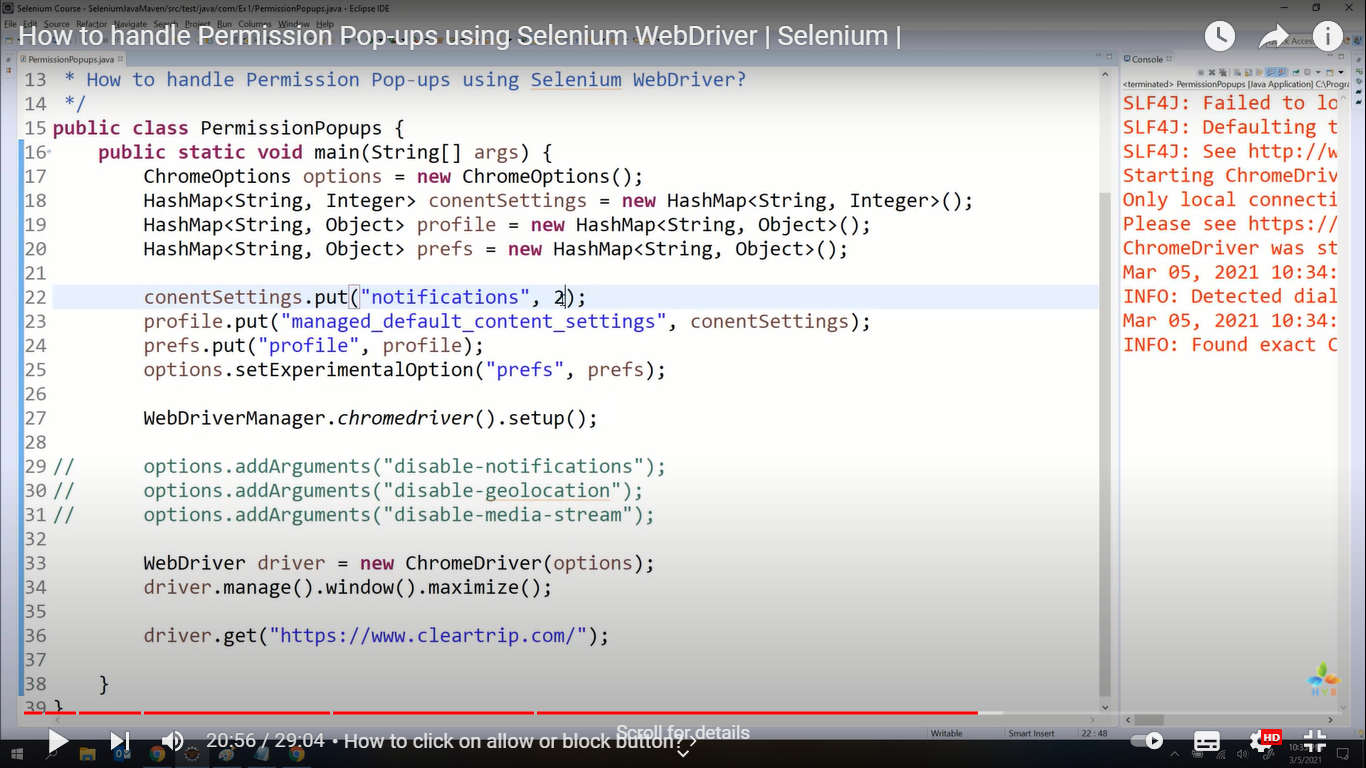 Selenium Course - SeleniumJavaMaven/src/test/java/com/Ex1/PermissionPopups.java - Eclipse IDE
File Edit Source Refactor Navigate Search Project Run Columns Window Help
How to handle Permission Pop-ups using Selenium WebDriver | Selenium |
PermissionPopups.java
13 * How to handle Permission Pop-ups using Selenium WebDriver?
14 */
15 public class PermissionPopups {
16 public static void main(String[] args) {
17 ChromeOptions options = new ChromeOptions();
18 HashMap<String, Integer> conentSettings = new HashMap<String, Integer>();
19 HashMap<String, Object> profile = new HashMap<String, Object>();
20 HashMap<String, Object> prefs = new HashMap<String, Object>();
21
22 conentSettings.put("notifications", 2);
23 profile.put("managed_default_content_settings", conentSettings);
24 prefs.put("profile", profile);
25 options.setExperimentalOption("prefs", prefs);
26
27 WebDriverManager.chromedriver().setup();
28
29 // options.addArguments("disable-notifications");
30 // options.addArguments("disable-geolocation");
31 // options.addArguments("disable-media-stream");
32
33 WebDriver driver = new ChromeDriver(options);
34 driver.manage().window().maximize();
35
36 driver.get("https://www.cleartrip.com/");
37
38 }
39 }
Console
<terminated> PermissionPopups [Java Application] C:\Progra
SLF4J: Failed to lo
SLF4J: Defaulting t
SLF4J: See http://w
Starting ChromeDriv
Only local connecti
Please see https://
ChromeDriver was st
Mar 05, 2021 10:34:
INFO: Detected dial
Mar 05, 2021 10:34:
INFO: Found exact C
HYR
Scroll for details
Writable
Smart Insert
22 : 48
20:56 / 29:04 • How to click on allow or block button?
HD
3/5/2021